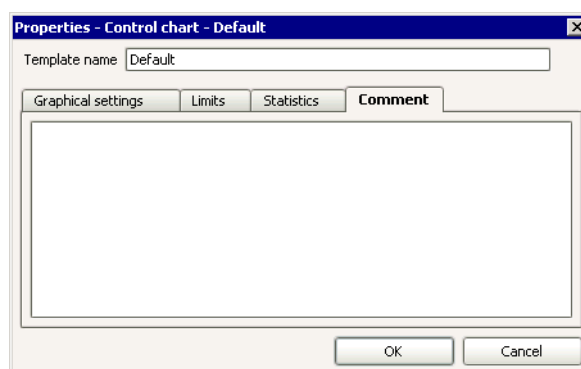 Properties - Control chart - Default
Template name Default
Graphical settings Limits Statistics Comment
OK Cancel